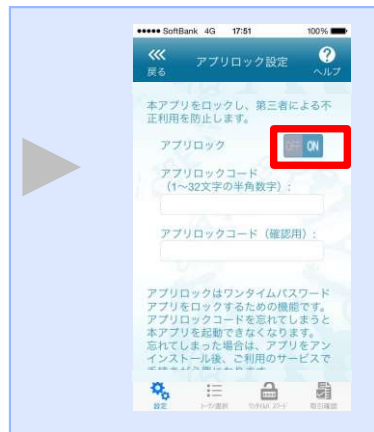 SoftBank 4G 17:51 100%
戻る アプリロック設定 ヘルプ
本アプリをロックし、第三者による不
正利用を防止します。
アプリロック OFF ON
アプリロックコード
(1～32文字の半角数字):
アプリロックコード(確認用):
アプリロックはワンタイムパスワード
アプリをロックするための機能です。
アプリロックコードを忘れてしまうと
本アプリを起動できなくなります。
忘れてしまった場合は、アプリをアン
インストール後、ご利用のサービスで
設定 トークン選択 取引確認